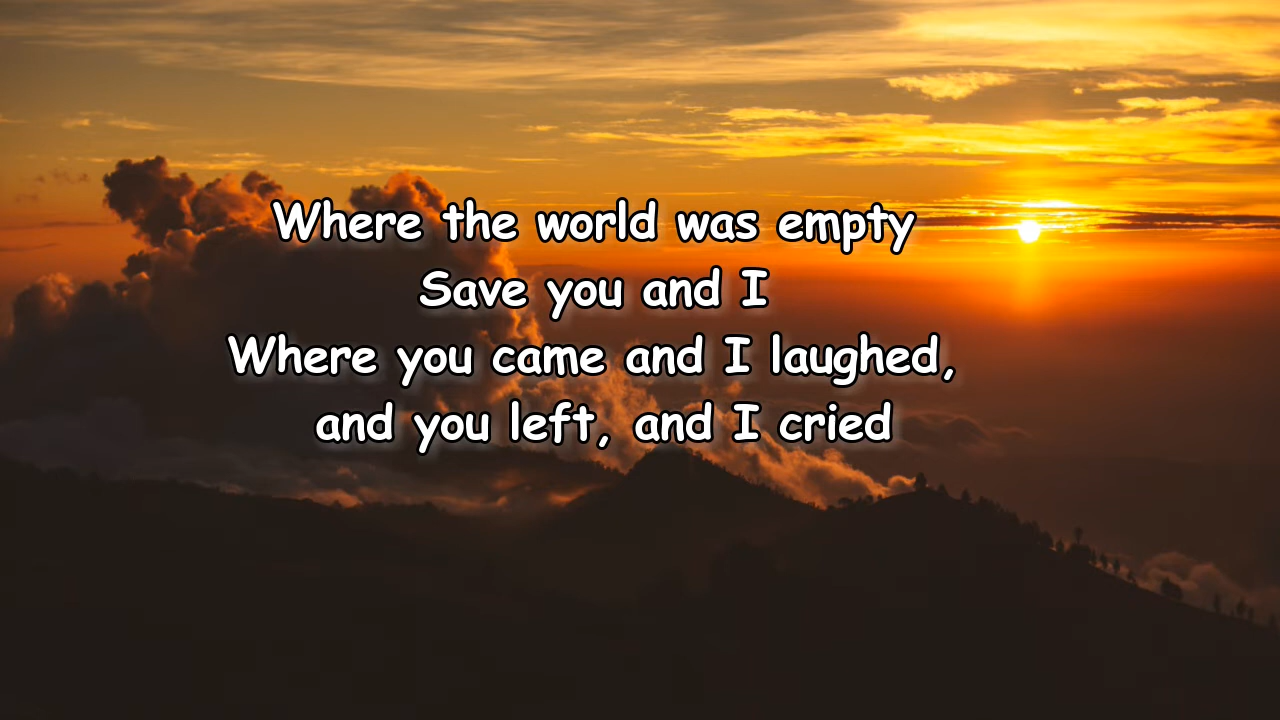 Where the world was empty
Save you and I
Where you came and I laughed,
and you left, and I cried